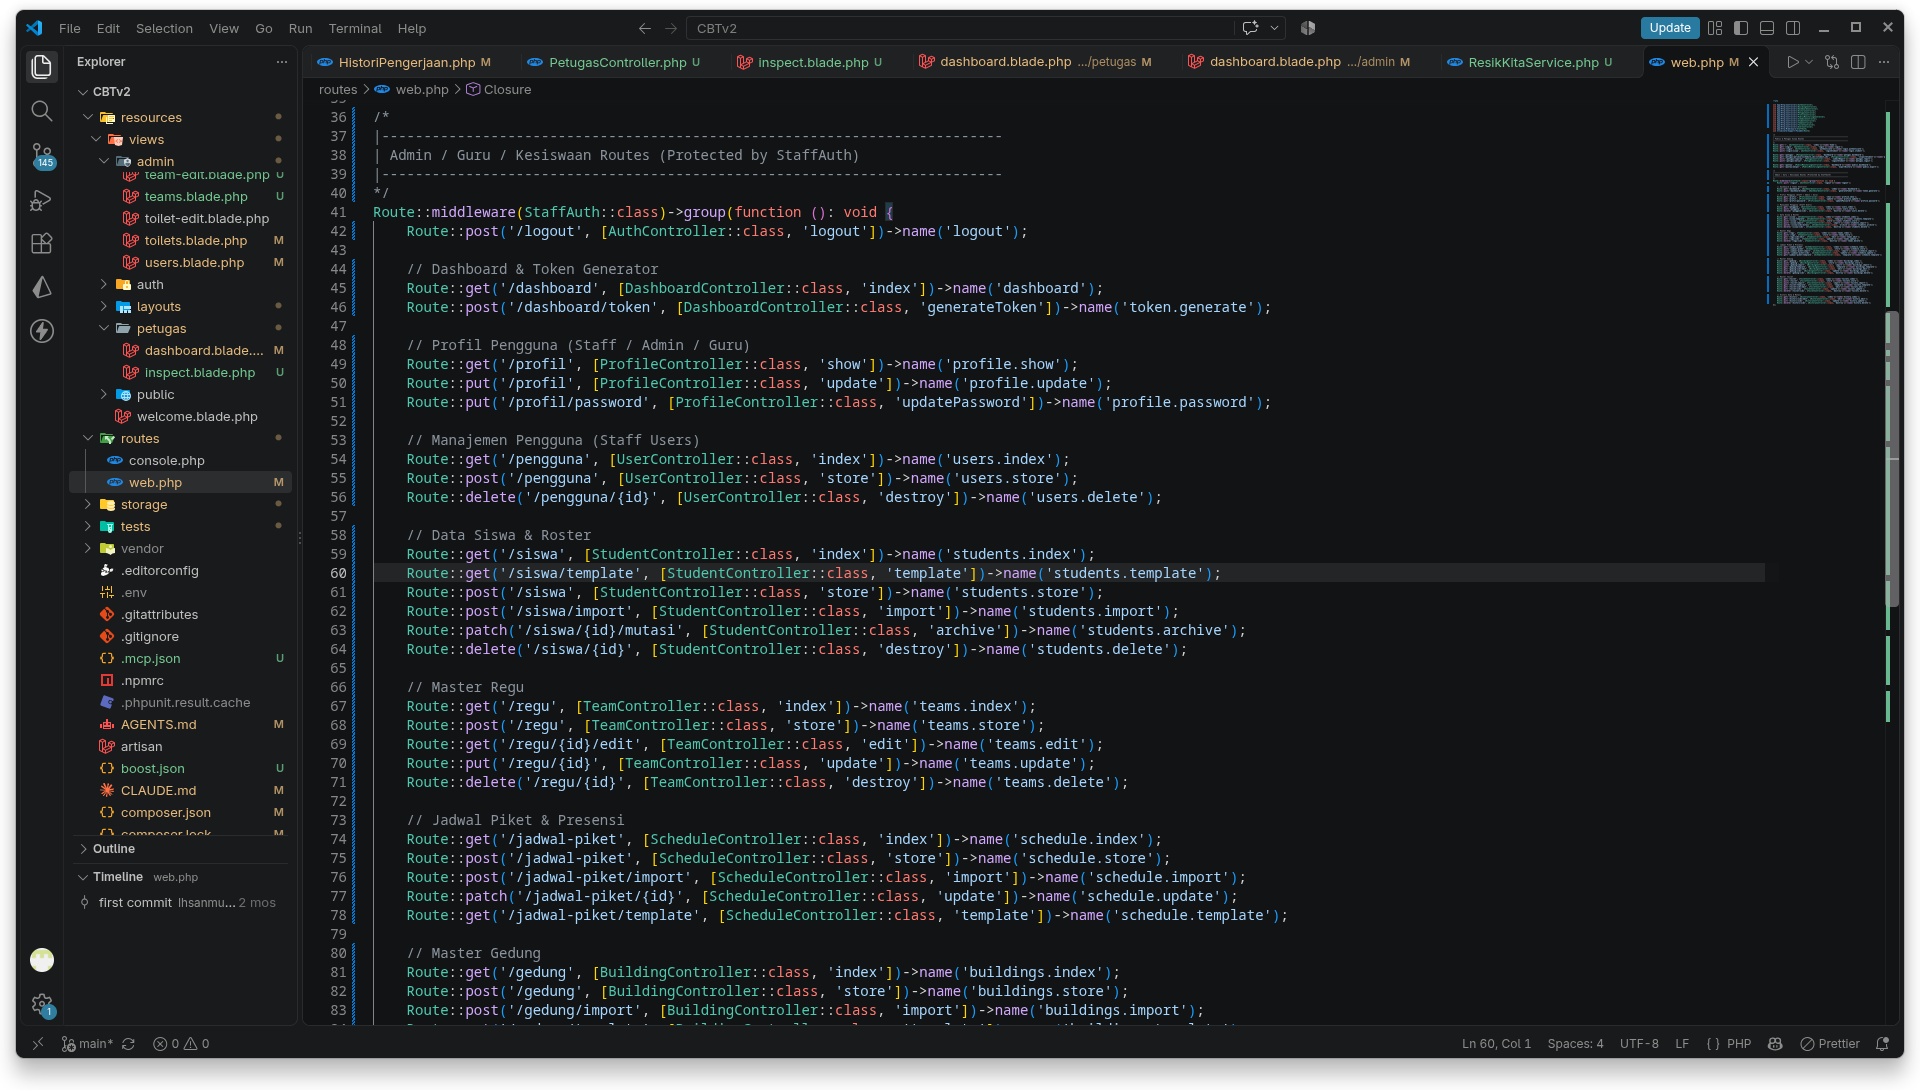 File Edit Selection View Go Run Terminal Help
CBTv2
Update
Explorer
CBTv2
resources
views
admin
team-edit.blade.php U
teams.blade.php U
toilet-edit.blade.php
toilets.blade.php M
users.blade.php M
auth
layouts
petugas
dashboard.blade.... M
inspect.blade.php U
public
welcome.blade.php
routes
console.php
web.php M
storage
tests
vendor
.editorconfig
.env
.gitattributes
.gitignore
.mcp.json U
.npmrc
.phpunit.result.cache
AGENTS.md M
artisan
boost.json U
CLAUDE.md M
composer.json M
composer.lock M
Outline
Timeline web.php
first commit Ihsanmu... 2 mos
145
1
HistoriPengerjaan.php M
PetugasController.php U
inspect.blade.php U
dashboard.blade.php .../petugas M
dashboard.blade.php .../admin M
ResikKitaService.php U
web.php M
routes > web.php > Closure
36 /*
37 |--------------------------------------------------------------------------
38 | Admin / Guru / Kesiswaan Routes (Protected by StaffAuth)
39 |--------------------------------------------------------------------------
40 */
41 Route::middleware(StaffAuth::class)->group(function (): void {
42 Route::post('/logout', [AuthController::class, 'logout'])->name('logout');
43
44 // Dashboard & Token Generator
45 Route::get('/dashboard', [DashboardController::class, 'index'])->name('dashboard');
46 Route::post('/dashboard/token', [DashboardController::class, 'generateToken'])->name('token.generate');
47
48 // Profil Pengguna (Staff / Admin / Guru)
49 Route::get('/profil', [ProfileController::class, 'show'])->name('profile.show');
50 Route::put('/profil', [ProfileController::class, 'update'])->name('profile.update');
51 Route::put('/profil/password', [ProfileController::class, 'updatePassword'])->name('profile.password');
52
53 // Manajemen Pengguna (Staff Users)
54 Route::get('/pengguna', [UserController::class, 'index'])->name('users.index');
55 Route::post('/pengguna', [UserController::class, 'store'])->name('users.store');
56 Route::delete('/pengguna/{id}', [UserController::class, 'destroy'])->name('users.delete');
57
58 // Data Siswa & Roster
59 Route::get('/siswa', [StudentController::class, 'index'])->name('students.index');
60 Route::get('/siswa/template', [StudentController::class, 'template'])->name('students.template');
61 Route::post('/siswa', [StudentController::class, 'store'])->name('students.store');
62 Route::post('/siswa/import', [StudentController::class, 'import'])->name('students.import');
63 Route::patch('/siswa/{id}/mutasi', [StudentController::class, 'archive'])->name('students.archive');
64 Route::delete('/siswa/{id}', [StudentController::class, 'destroy'])->name('students.delete');
65
66 // Master Regu
67 Route::get('/regu', [TeamController::class, 'index'])->name('teams.index');
68 Route::post('/regu', [TeamController::class, 'store'])->name('teams.store');
69 Route::get('/regu/{id}/edit', [TeamController::class, 'edit'])->name('teams.edit');
70 Route::put('/regu/{id}', [TeamController::class, 'update'])->name('teams.update');
71 Route::delete('/regu/{id}', [TeamController::class, 'destroy'])->name('teams.delete');
72
73 // Jadwal Piket & Presensi
74 Route::get('/jadwal-piket', [ScheduleController::class, 'index'])->name('schedule.index');
75 Route::post('/jadwal-piket', [ScheduleController::class, 'store'])->name('schedule.store');
76 Route::post('/jadwal-piket/import', [ScheduleController::class, 'import'])->name('schedule.import');
77 Route::patch('/jadwal-piket/{id}', [ScheduleController::class, 'update'])->name('schedule.update');
78 Route::get('/jadwal-piket/template', [ScheduleController::class, 'template'])->name('schedule.template');
79
80 // Master Gedung
81 Route::get('/gedung', [BuildingController::class, 'index'])->name('buildings.index');
82 Route::post('/gedung', [BuildingController::class, 'store'])->name('buildings.store');
83 Route::post('/gedung/import', [BuildingController::class, 'import'])->name('buildings.import');
main* 0 0
Ln 60, Col 1 Spaces: 4 UTF-8 LF { } PHP Prettier